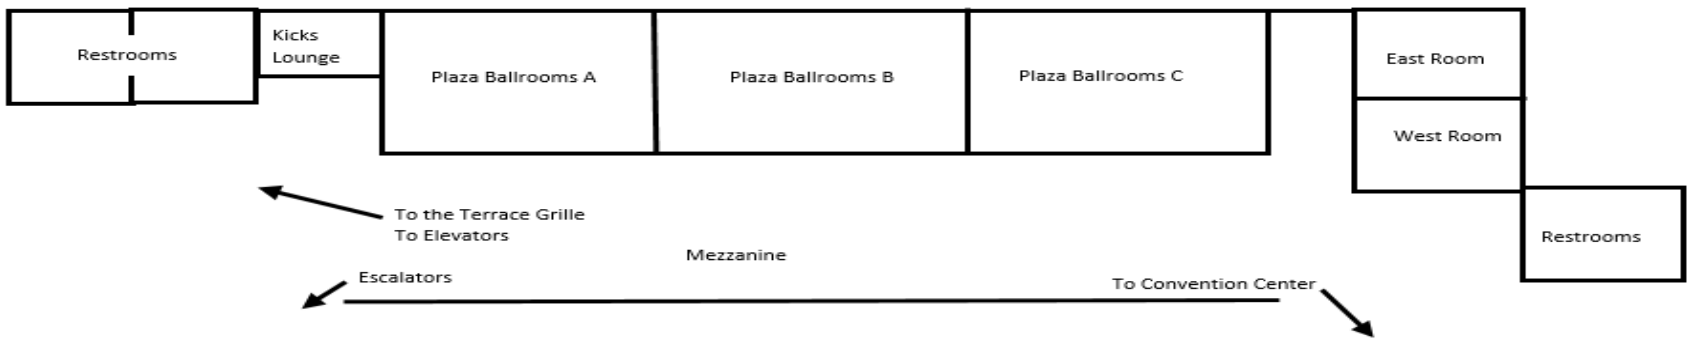 Restrooms
Kicks
Lounge
Plaza Ballrooms A
Plaza Ballrooms B
Plaza Ballrooms C
East Room
West Room
Restrooms
To the Terrace Grille
To Elevators
Mezzanine
Escalators
To Convention Center